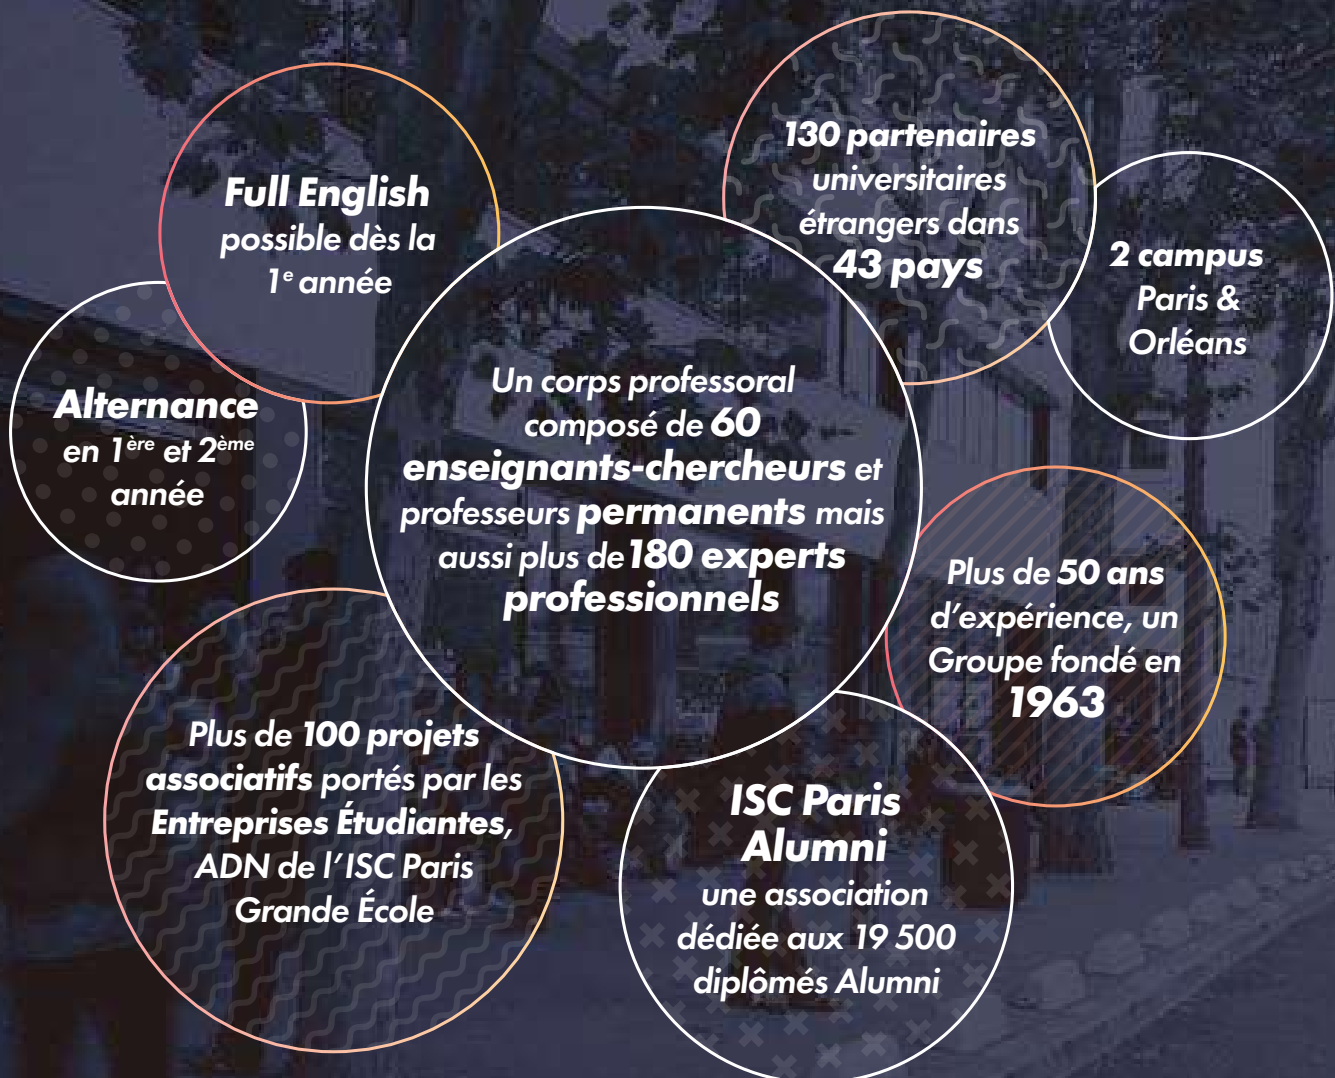 Full English
possible dès la
1e année
130 partenaires
universitaires
étrangers dans
43 pays
2 campus
Paris &
Orléans
Alternance
en 1ère et 2ème
année
Un corps professoral
composé de 60
enseignants-chercheurs et
professeurs permanents mais
aussi plus de 180 experts
professionnels
Plus de 50 ans
d’expérience, un
Groupe fondé en
1963
Plus de 100 projets
associatifs portés par les
Entreprises Étudiantes,
ADN de l’ISC Paris
Grande École
ISC Paris
Alumni
une association
dédiée aux 19 500
diplômés Alumni